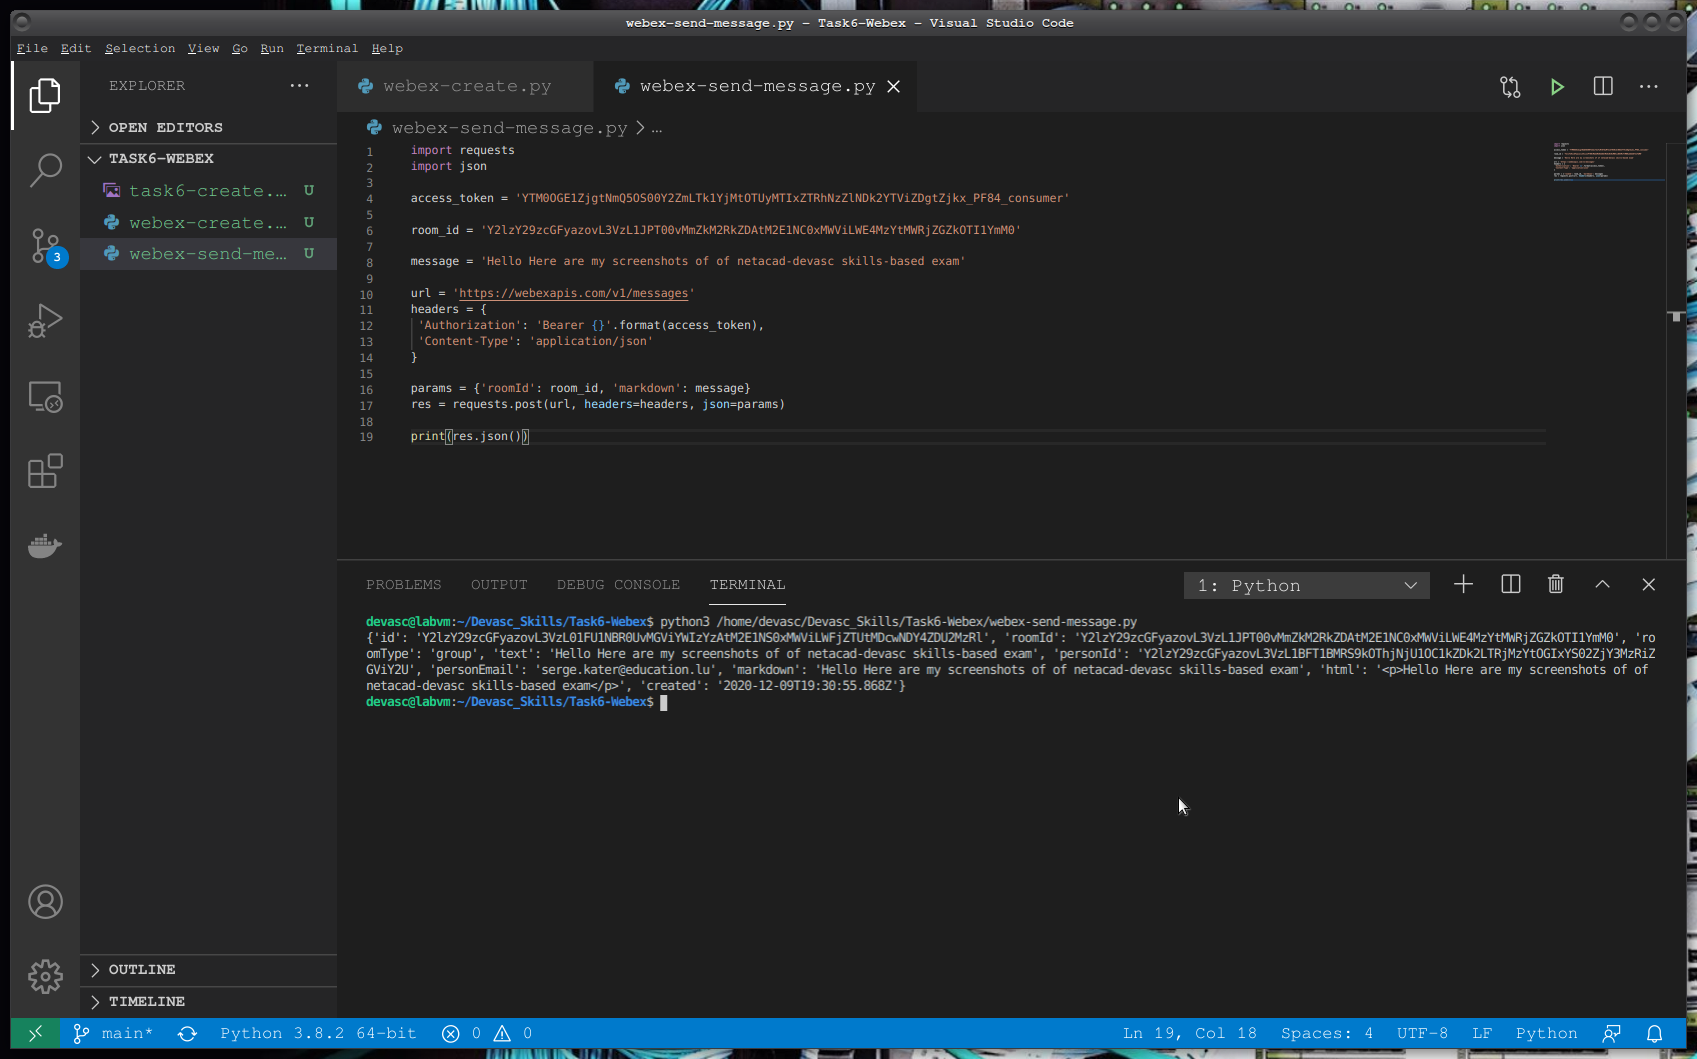 webex-send-message.py - Task6-Webex - Visual Studio Code
File Edit Selection View Go Run Terminal Help
EXPLORER
OPEN EDITORS
TASK6-WEBEX
task6-create.... U
webex-create.... U
webex-send-me... U
3
OUTLINE
TIMELINE
webex-create.py
webex-send-message.py
webex-send-message.py > ...
1 import requests
2 import json
3
4 access_token = 'YTM0OGE1ZjgtNmQ5OS00Y2ZmLTk1YjMtOTUyMTIxZTRhNzZlNDk2YTViZDgtZjkx_PF84_consumer'
5
6 room_id = 'Y2lzY29zcGFyazovL3VzL1JPT00vMmZkM2RkZDAtM2E1NC0xMWViLWE4MzYtMWRjZGZkOTI1YmM0'
7
8 message = 'Hello Here are my screenshots of of netacad-devasc skills-based exam'
9
10 url = 'https://webexapis.com/v1/messages'
11 headers = {
12 'Authorization': 'Bearer {}'.format(access_token),
13 'Content-Type': 'application/json'
14 }
15
16 params = {'roomId': room_id, 'markdown': message}
17 res = requests.post(url, headers=headers, json=params)
18
19 print(res.json())
PROBLEMS OUTPUT DEBUG CONSOLE TERMINAL
1: Python
devasc@labvm:~/Devasc_Skills/Task6-Webex$ python3 /home/devasc/Devasc_Skills/Task6-Webex/webex-send-message.py
{'id': 'Y2lzY29zcGFyazovL3VzL01FU1NBR0UvMGViYWIzYzAtM2E1NS0xMWViLWFjZTUtMDcwNDY4ZDU2MzRl', 'roomId': 'Y2lzY29zcGFyazovL3VzL1JPT00vMmZkM2RkZDAtM2E1NC0xMWViLWE4MzYtMWRjZGZkOTI1YmM0', 'ro
omType': 'group', 'text': 'Hello Here are my screenshots of of netacad-devasc skills-based exam', 'personId': 'Y2lzY29zcGFyazovL3VzL1BFT1BMRS9kOThjNjU1OC1kZDk2LTRjMzYtOGIxYS02ZjY3MzRiZ
GViY2U', 'personEmail': 'serge.kater@education.lu', 'markdown': 'Hello Here are my screenshots of of netacad-devasc skills-based exam', 'html': '<p>Hello Here are my screenshots of of
netacad-devasc skills-based exam</p>', 'created': '2020-12-09T19:30:55.868Z'}
devasc@labvm:~/Devasc_Skills/Task6-Webex$
main* Python 3.8.2 64-bit 0 0 Ln 19, Col 18 Spaces: 4 UTF-8 LF Python